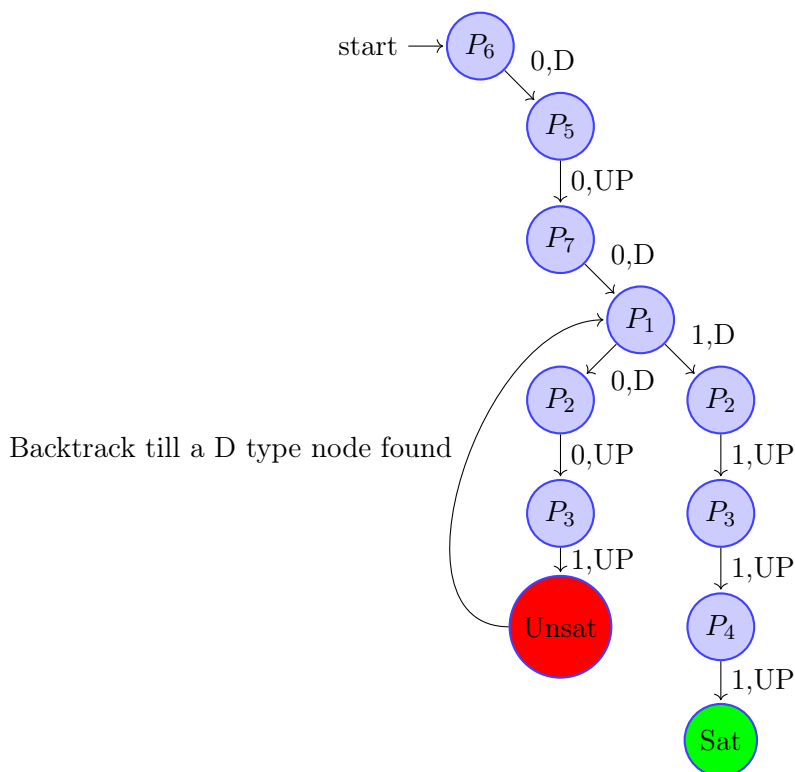 start
P6
0,D
P5
0,UP
P7
0,D
P1
1,D
0,D
P2
P2
Backtrack till a D type node found
0,UP
1,UP
P3
P3
1,UP
1,UP
Unsat
P4
1,UP
Sat